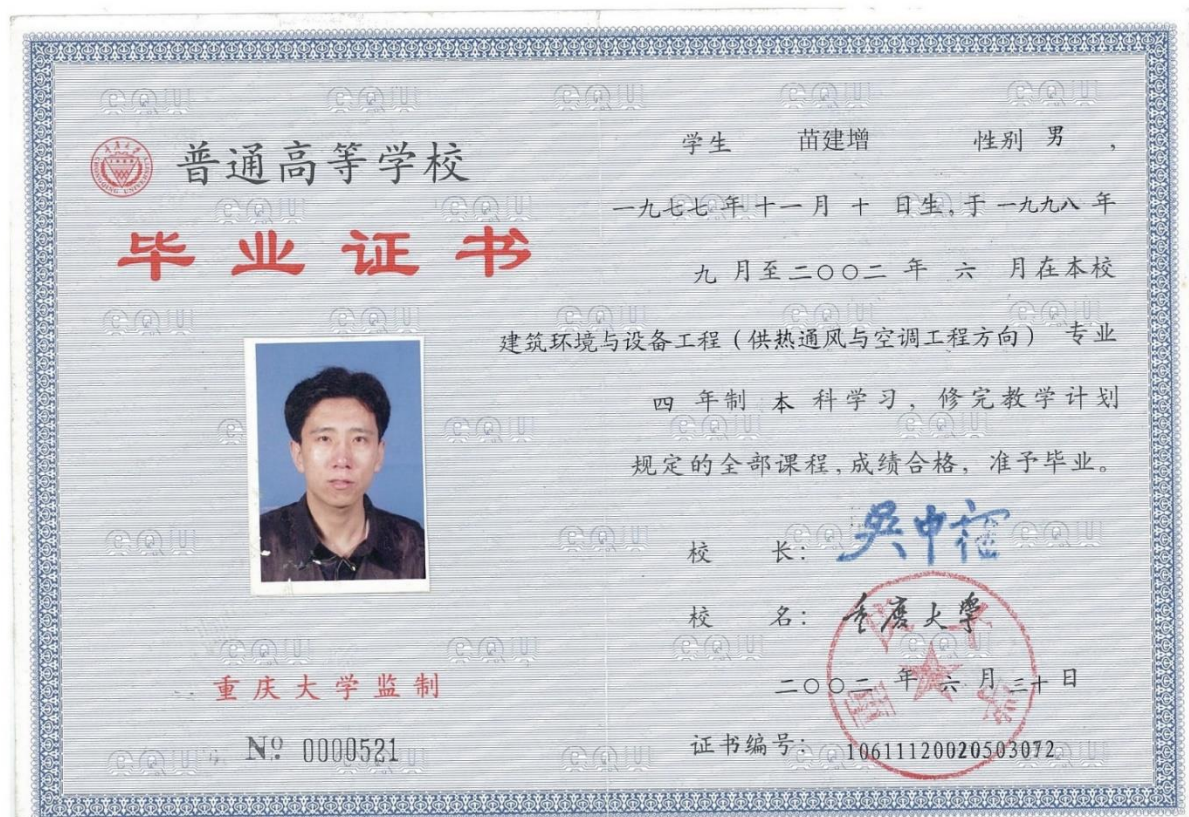 普通高等学校
毕业证书
重庆大学监制
№ 0000521
学生 苗建增 性别 男 ,
一九七七年十一月十日生,于一九九八年
九月至二〇〇二年六月在本校
建筑环境与设备工程(供热通风与空调工程方向)专业
四年制本科学习,修完教学计划
规定的全部课程,成绩合格,准予毕业。
校长:吴中福
校名:重庆大学
二〇〇二年六月三十日
证书编号:10611120020503072
CQU